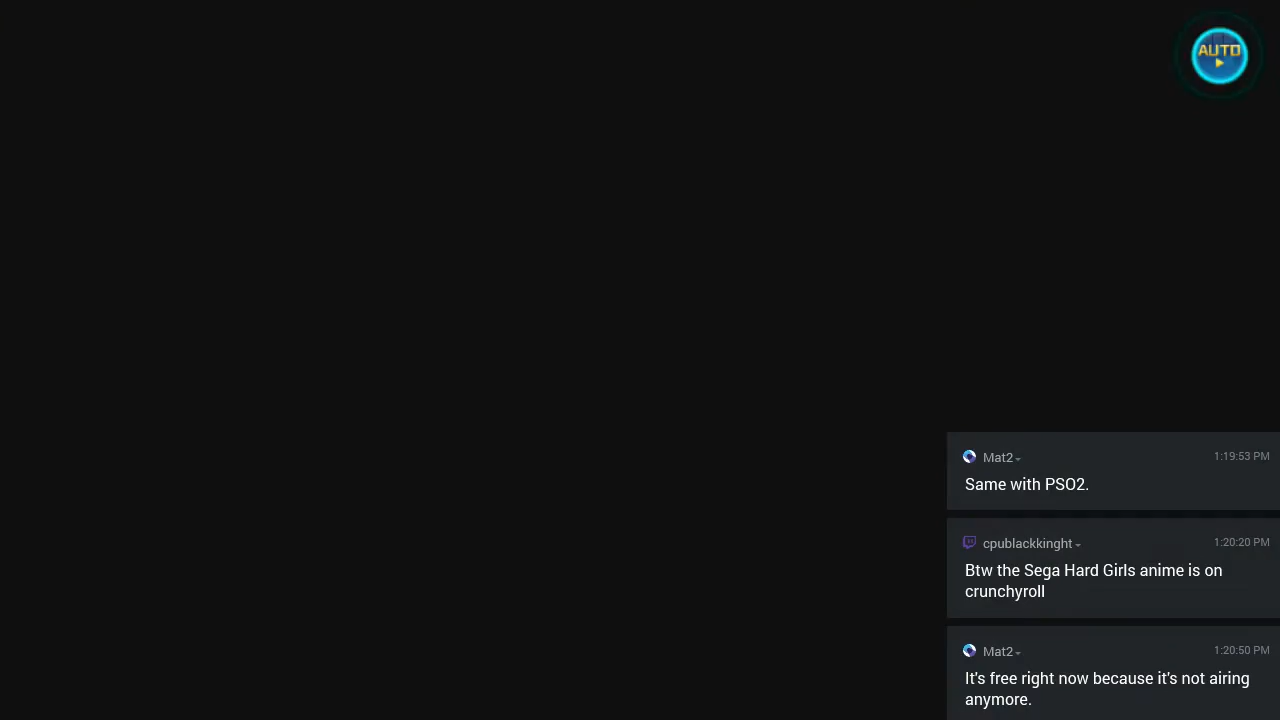 AUTO
Mat2
1:19:53 PM
Same with PSO2.
cpublackkinght
1:20:20 PM
Btw the Sega Hard Girls anime is on
crunchyroll
Mat2
1:20:50 PM
It's free right now because it's not airing
anymore.